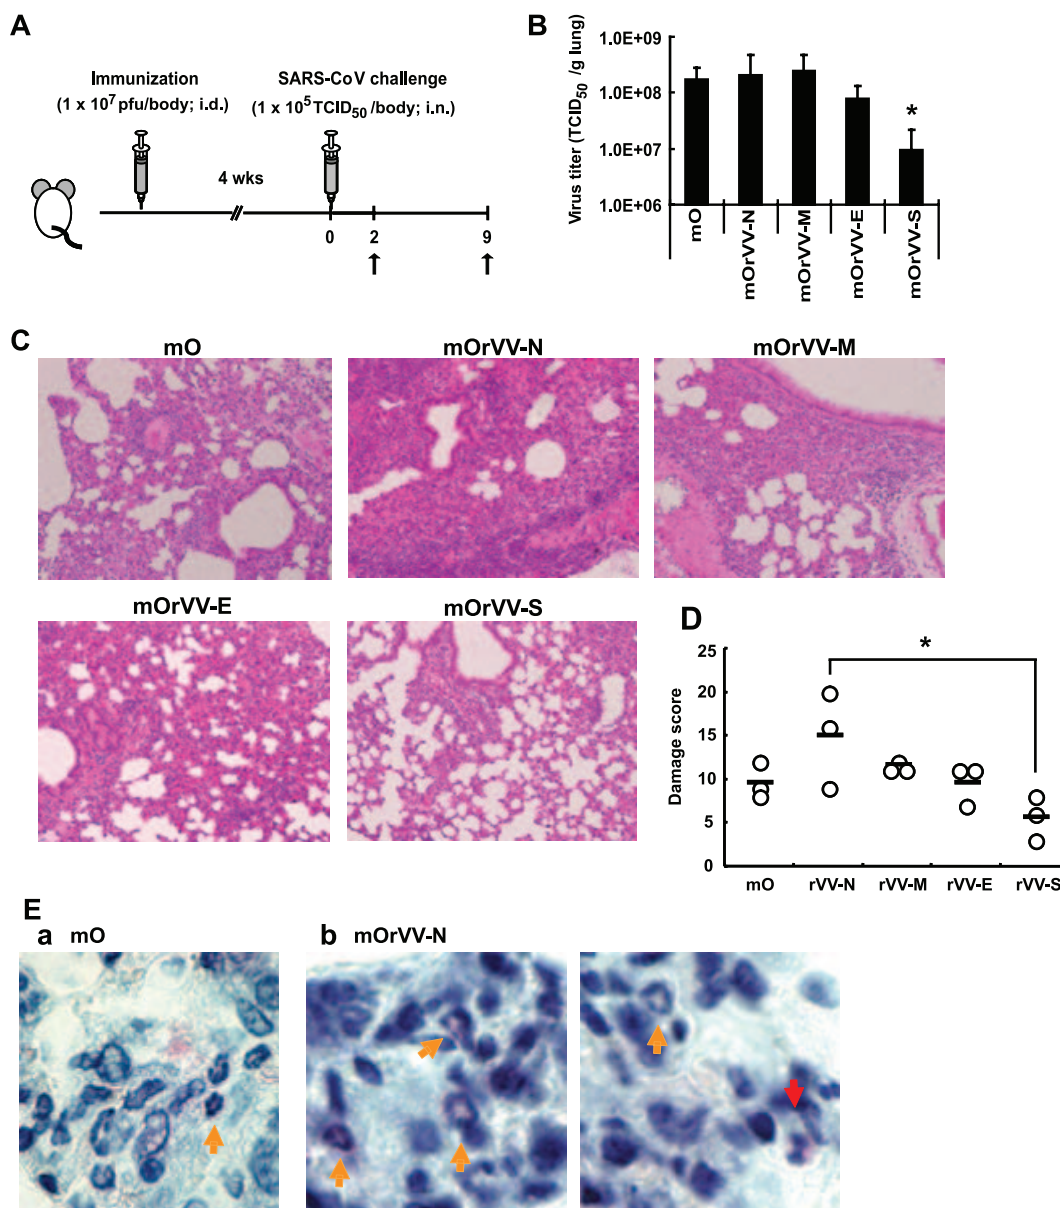 A
Immunization
(1 x 10⁷ pfu/body; i.d.)
SARS-CoV challenge
(1 x 10⁵ TCID₅₀/body; i.n.)
4 wks
0
2
9
B
Virus titer (TCID₅₀ /g lung)
1.0E+09
1.0E+08
1.0E+07
1.0E+06
*
mO
mOrVV-N
mOrVV-M
mOrVV-E
mOrVV-S
C
mO
mOrVV-N
mOrVV-M
mOrVV-E
mOrVV-S
D
Damage score
25
20
15
10
5
0
*
mO
rVV-N
rVV-M
rVV-E
rVV-S
E
a mO
b mOrVV-N